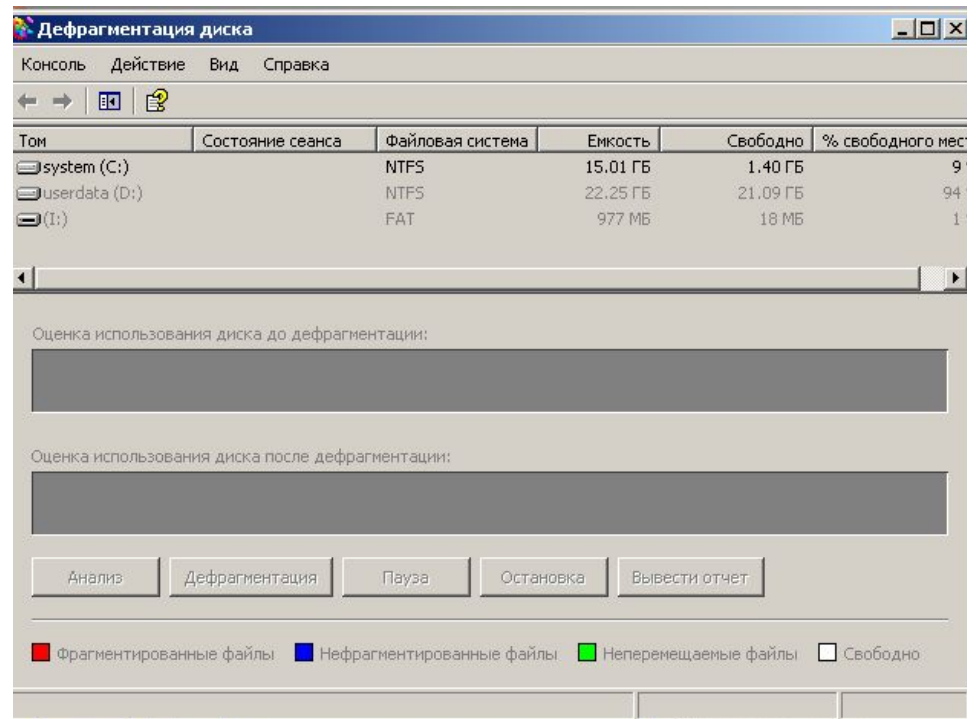 Дефрагментация диска
Консоль Действие Вид Справка
Том Состояние сеанса Файловая система Емкость Свободно % свободного мест
system (C:) NTFS 15.01 ГБ 1.40 ГБ 9
userdata (D:) NTFS 22.25 ГБ 21.09 ГБ 94
(I:) FAT 977 МБ 18 МБ 1
Оценка использования диска до дефрагментации:
Оценка использования диска после дефрагментации:
Анализ Дефрагментация Пауза Остановка Вывести отчет
Фрагментированные файлы Нефрагментированные файлы Неперемещаемые файлы Свободно